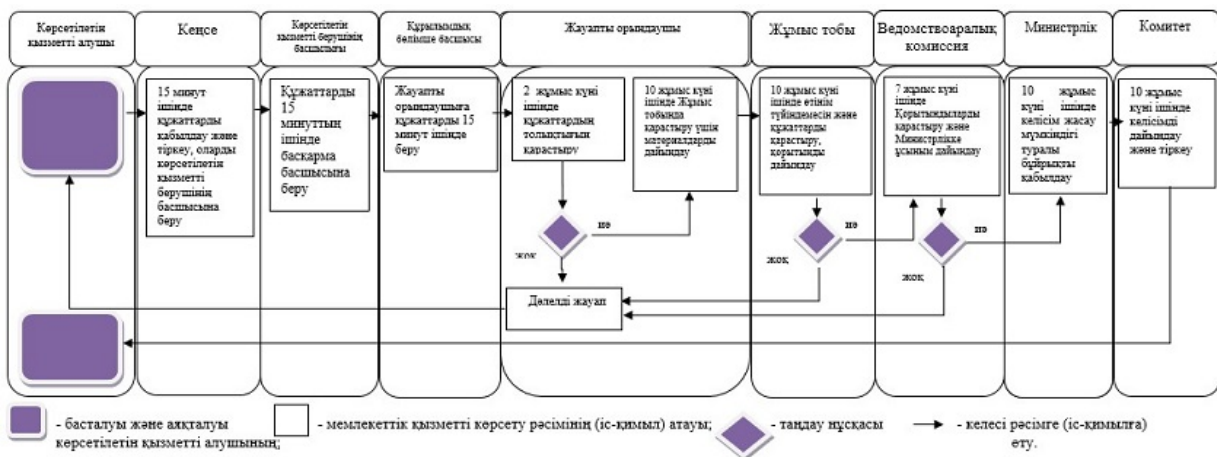 Көрсетілетін
қызметті алушы
Кеңсе
Көрсетілетін
қызметті берушінің
басшылығы
Құрылымдық
бөлімше басшысы
Жауапты орындаушы
Жұмыс тобы
Ведомствоаралық
комиссия
Министрлік
Комитет
15 минут
ішінде
құжаттарды
қабылдау және
тіркеу, оларды
көрсетілетін
қызметті
берушінің
басшысына
беру
Құжаттарды
15
минуттың
ішінде
басқарма
басшысына
беру
Жауапты
орындаушыға
құжаттарды 15
минут ішінде
беру
2 жұмыс күні
ішінде
құжаттардың
толықтығын
қарастыру
10 жұмыс күні
ішінде Жұмыс
тобында
қарастыру үшін
материалдарды
дайындау
10 жұмыс күні
ішінде өтінім
түйіндемесін және
құжаттарды
қарастыру,
қорытынды
дайындау
7 жұмыс күні
ішінде
Қорытындыларды
қарастыру және
Министрлікке
ұсыным дайындау
10 жұмыс
күні ішінде
келісім жасау
мүмкіндігі
туралы
бұйрықты
қабылдау
10 жұмыс
күні ішінде
келісімді
дайындау
және тіркеу
иә
жоқ
иә
жоқ
иә
жоқ
Дәлелді жауап
- басталуы және аяқталуы
көрсетілетін қызметті алушының;
- мемлекеттік қызметті көрсету рәсімінің (іс-қимыл) атауы;
- таңдау нұсқасы
- келесі рәсімге (іс-қимылға)
өту.